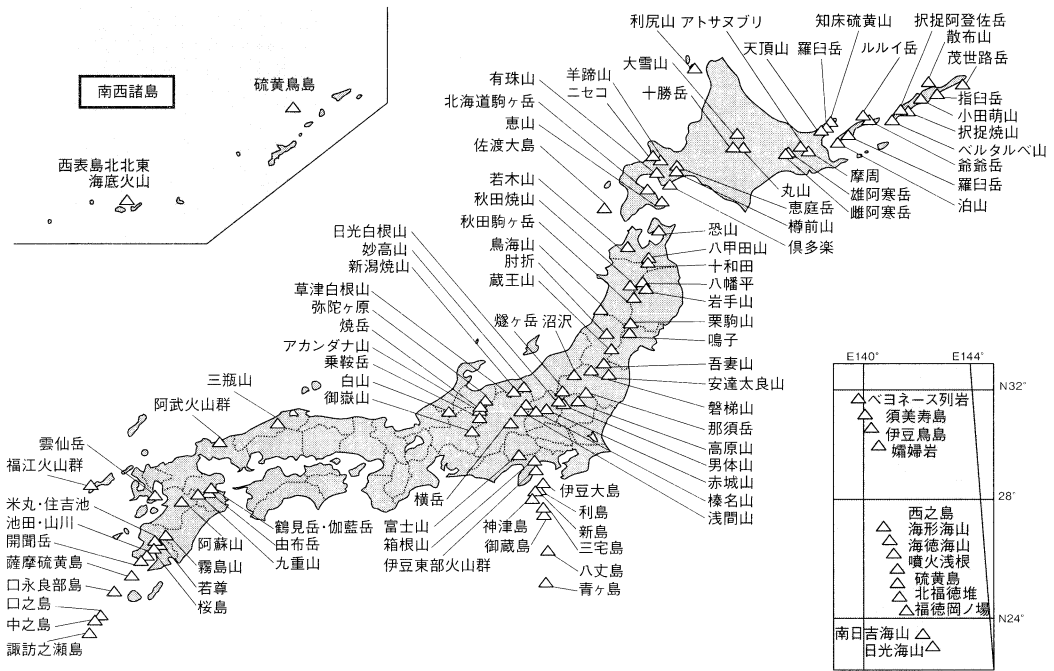 南西諸島
硫黄鳥島
西表島北北東
海底火山
利尻山
アトサヌプリ
知床硫黄山
択捉阿登佐岳
散布山
茂世路岳
天頂山
羅臼岳
ルルイ岳
大雪山
十勝岳
羊蹄山
ニセコ
有珠山
北海道駒ヶ岳
恵山
佐渡大島
指臼岳
小田萌山
択捉焼山
ベルタルベ山
爺爺岳
羅臼岳
泊山
摩周
雄阿寒岳
雌阿寒岳
丸山
恵庭岳
樽前山
倶多楽
若木山
秋田焼山
秋田駒ヶ岳
鳥海山
肘折
蔵王山
恐山
八甲田山
十和田
八幡平
岩手山
栗駒山
鳴子
吾妻山
安達太良山
磐梯山
那須岳
高原山
男体山
赤城山
榛名山
浅間山
日光白根山
妙高山
新潟焼山
草津白根山
弥陀ヶ原
焼岳
アカンダナ山
乗鞍岳
白山
御嶽山
燧ヶ岳
沼沢
三瓶山
阿武火山群
雲仙岳
福江火山群
米丸・住吉池
池田・山川
開聞岳
薩摩硫黄島
口永良部島
口之島
中之島
諏訪之瀬島
鶴見岳・伽藍岳
由布岳
九重山
阿蘇山
霧島山
若尊
桜島
横岳
富士山
箱根山
伊豆東部火山群
伊豆大島
利島
新島
神津島
三宅島
御蔵島
八丈島
青ヶ島
E140°
E144°
N32°
ベヨネース列岩
須美寿島
伊豆鳥島
孀婦岩
28°
西之島
海形海山
海徳海山
噴火浅根
硫黄島
北福徳堆
福徳岡ノ場
N24°
南日吉海山
日光海山